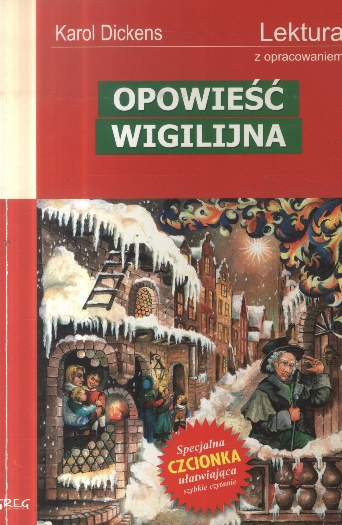 Karol Dickens
Lektura
z opracowaniem
OPOWIEŚĆ
WIGILIJNA
Specjalna
CZCIONKA
ułatwiająca
szybkie czytanie
GREG